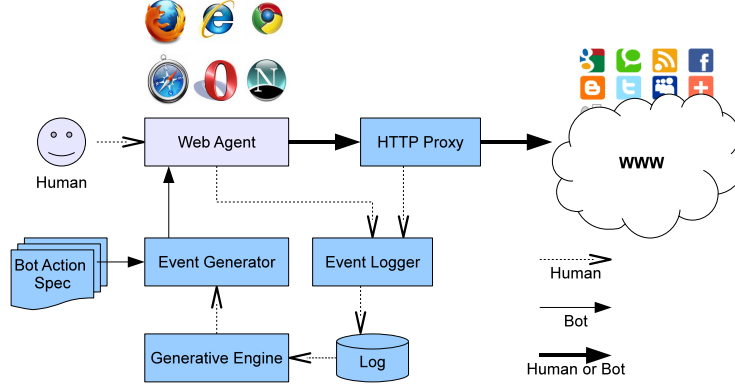 Web Agent
HTTP Proxy
www
Human
Bot Action
Spec
Event Generator
Event Logger
Human
Bot
Generative Engine
Log
Human or Bot